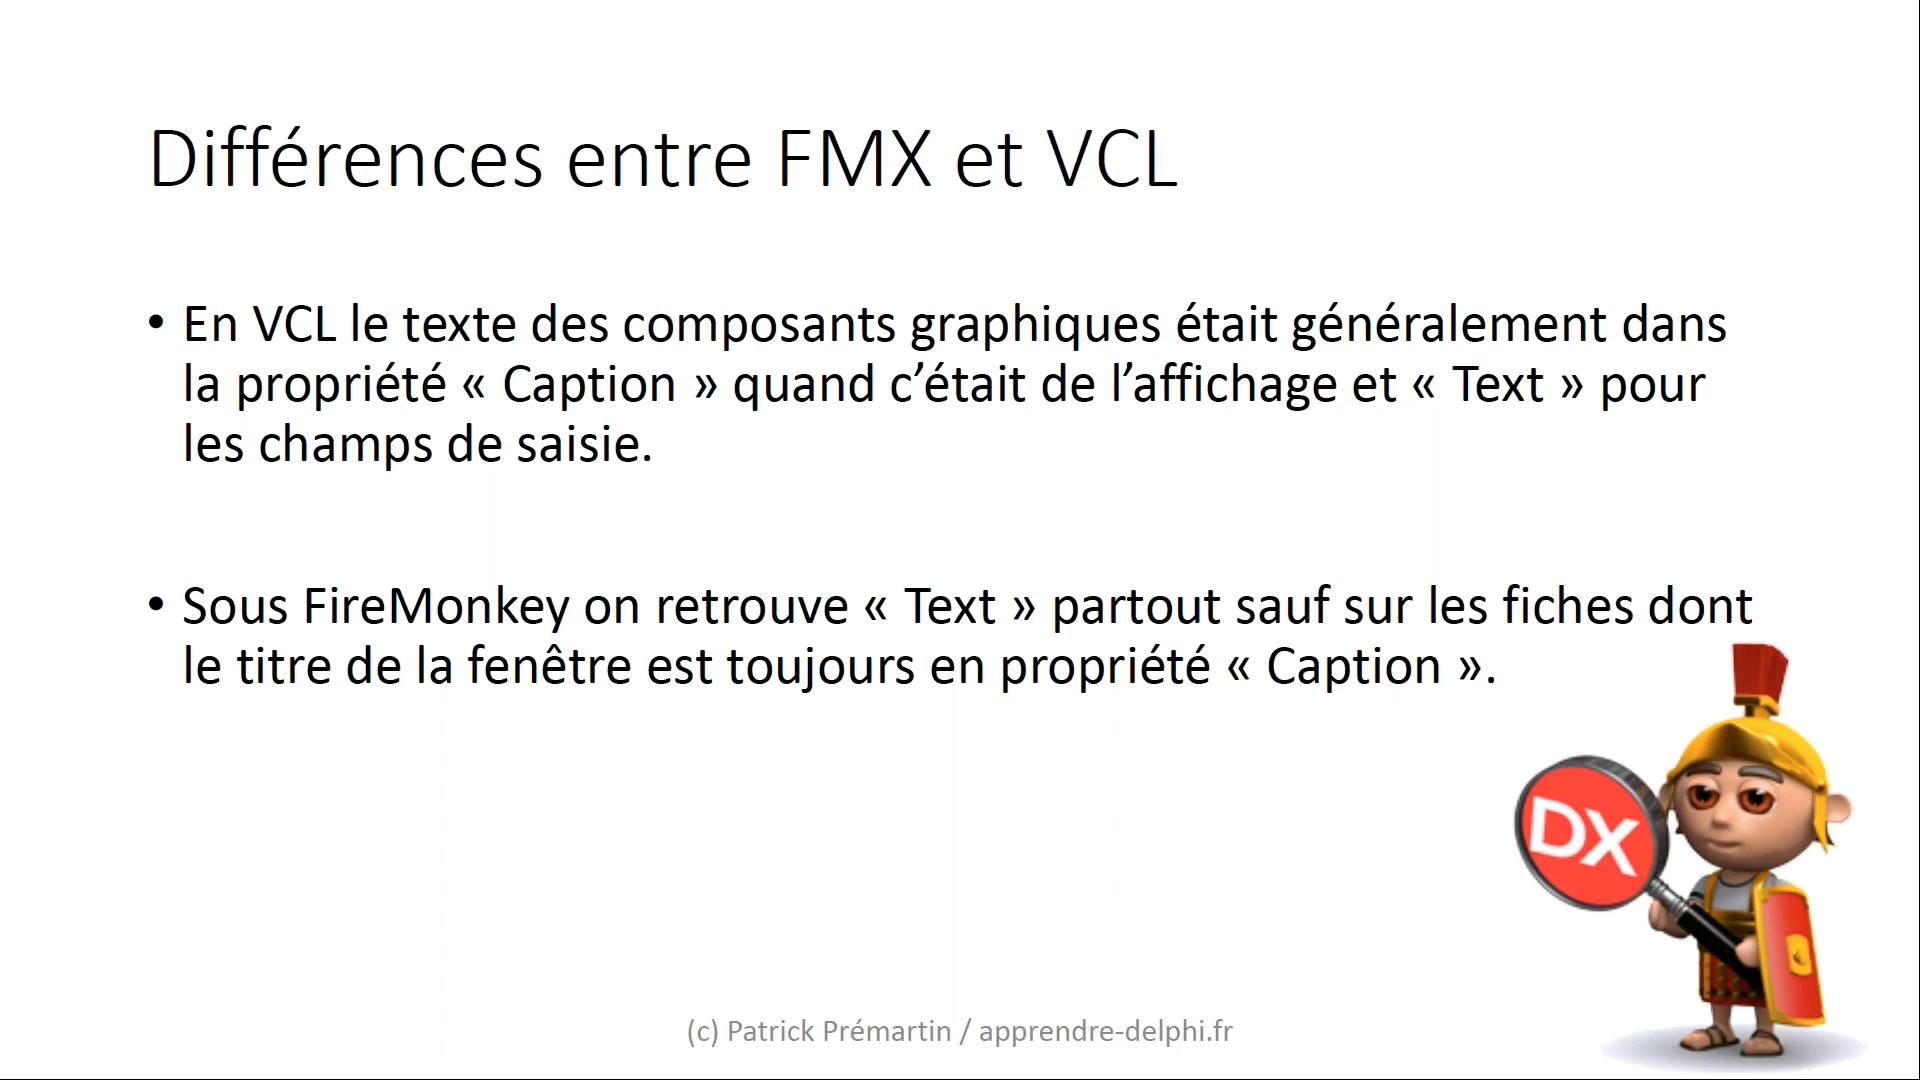 Différences entre FMX et VCL
• En VCL le texte des composants graphiques était généralement dans
la propriété « Caption » quand c’était de l’affichage et « Text » pour
les champs de saisie.
• Sous FireMonkey on retrouve « Text » partout sauf sur les fiches dont
le titre de la fenêtre est toujours en propriété « Caption ».
DX
(c) Patrick Prémartin / apprendre-delphi.fr